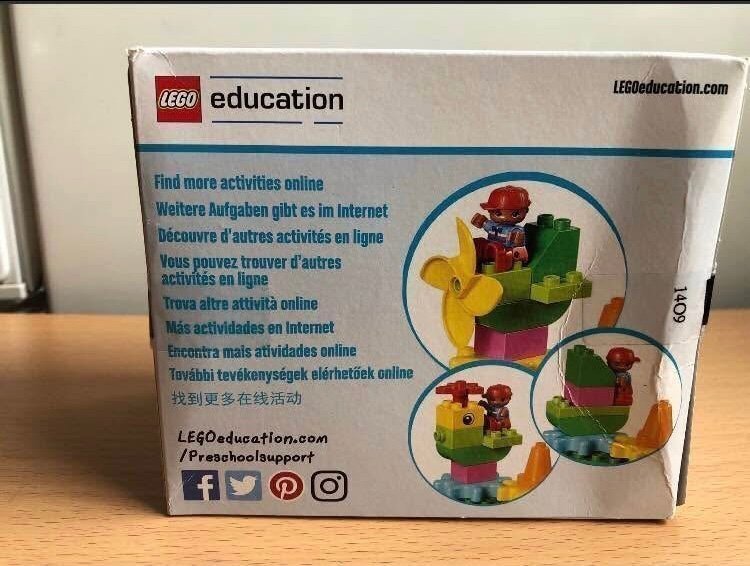 LEGO education
LEGOeducation.com
Find more activities online
Weitere Aufgaben gibt es im Internet
Découvre d'autres activités en ligne
Vous pouvez trouver d'autres
activités en ligne
Trova altre attività online
Más actividades en Internet
Encontra mais atividades online
További tevékenységek elérhetőek online
找到更多在线活动
LEGOeducation.com
/Preschoolsupport
14O9